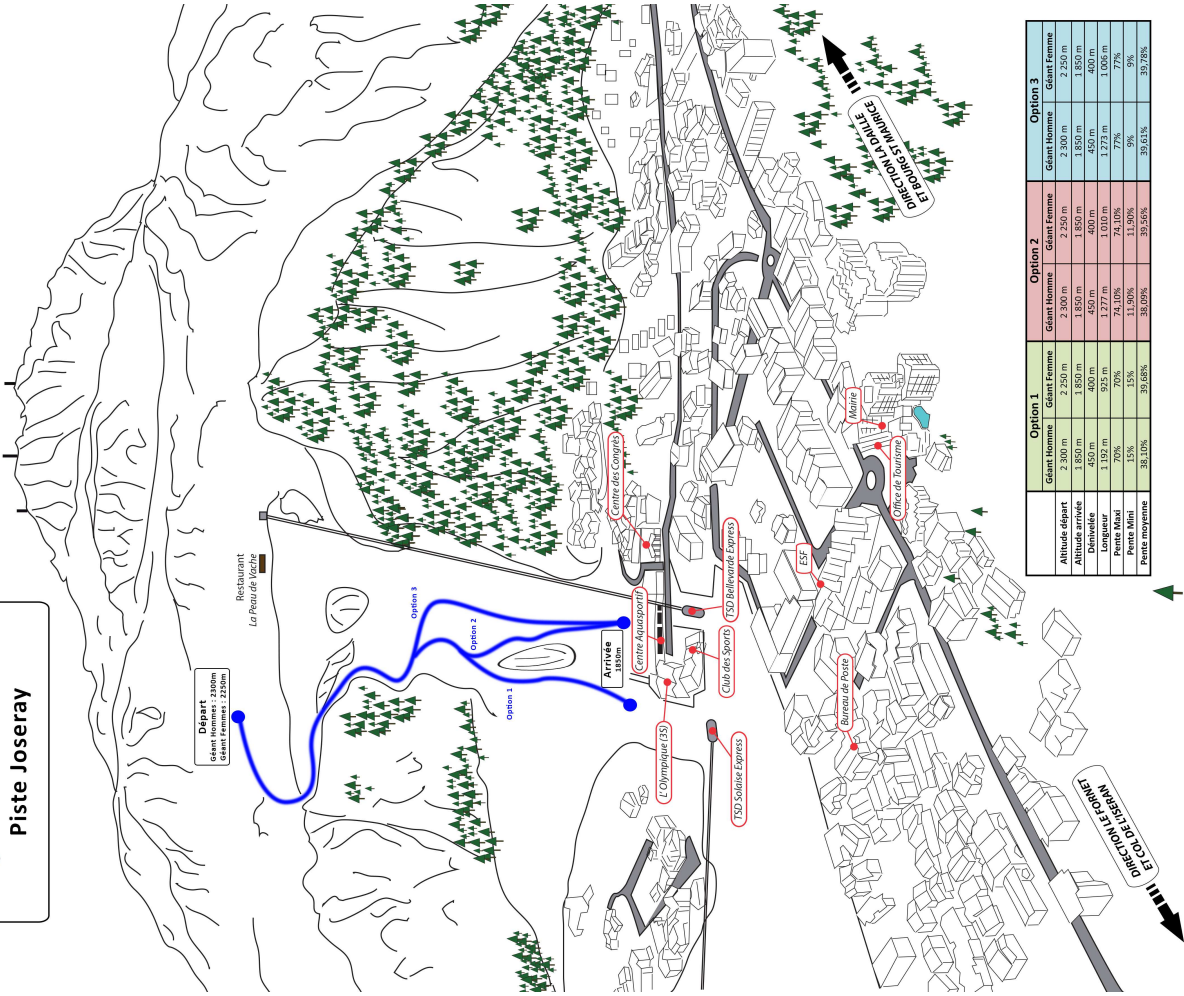 Piste Joseray
Départ
Géant Hommes : 2300m
Géant Femmes : 2250m
Restaurant
La Peau de Vache
Option 3
Option 2
Option 1
Arrivée
1850m
Centre des Congrès
Centre Aquasportif
L'Olympique (3S)
Club des Sports
TSD Bellevarde Express
TSD Solaise Express
ESF
Mairie
Office de Tourisme
Bureau de Poste
DIRECTION LA DAILLE
ET BOURG ST MAURICE
DIRECTION LE FORNET
ET COL DE L'ISERAN
Option 1 Option 2 Option 3
Géant Homme Géant Femme Géant Homme Géant Femme Géant Homme Géant Femme
Altitude départ 2 300 m 2 250 m 2 300 m 2 250 m 2 300 m 2 250 m
Altitude arrivée 1 850 m 1 850 m 1 850 m 1 850 m 1 850 m 1 850 m
Dénivelée 450 m 400 m 450 m 400 m 450 m 400 m
Longueur 1 192 m 925 m 1 277 m 1 010 m 1 273 m 1 006 m
Pente Maxi 70% 70% 74,10% 74,10% 77% 77%
Pente Mini 15% 15% 11,90% 11,90% 9% 9%
Pente moyenne 38,10% 39,68% 38,09% 39,56% 39,61% 39,78%